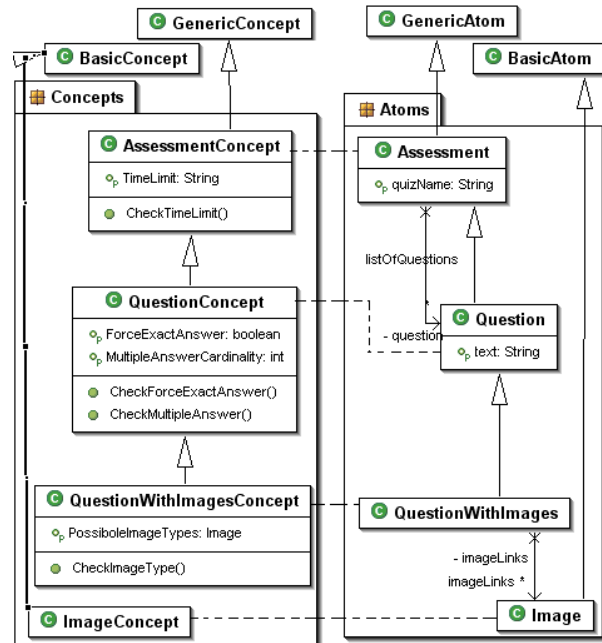 GenericConcept
GenericAtom
BasicConcept
BasicAtom
Concepts
Atoms
AssessmentConcept
TimeLimit: String
CheckTimeLimit()
Assessment
quizName: String
listOfQuestions
*
- question
QuestionConcept
ForceExactAnswer: boolean
MultipleAnswerCardinality: int
CheckForceExactAnswer()
CheckMultipleAnswer()
Question
text: String
QuestionWithImagesConcept
PossiboleImageTypes: Image
CheckImageType()
QuestionWithImages
- imageLinks
imageLinks *
ImageConcept
Image